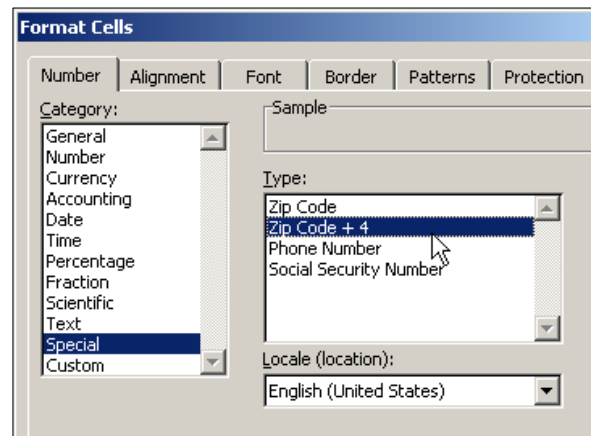 Format Cells
Number Alignment Font Border Patterns Protection
Category:
General
Number
Currency
Accounting
Date
Time
Percentage
Fraction
Scientific
Text
Special
Custom
Sample
Type:
Zip Code
Zip Code + 4
Phone Number
Social Security Number
Locale (location):
English (United States)